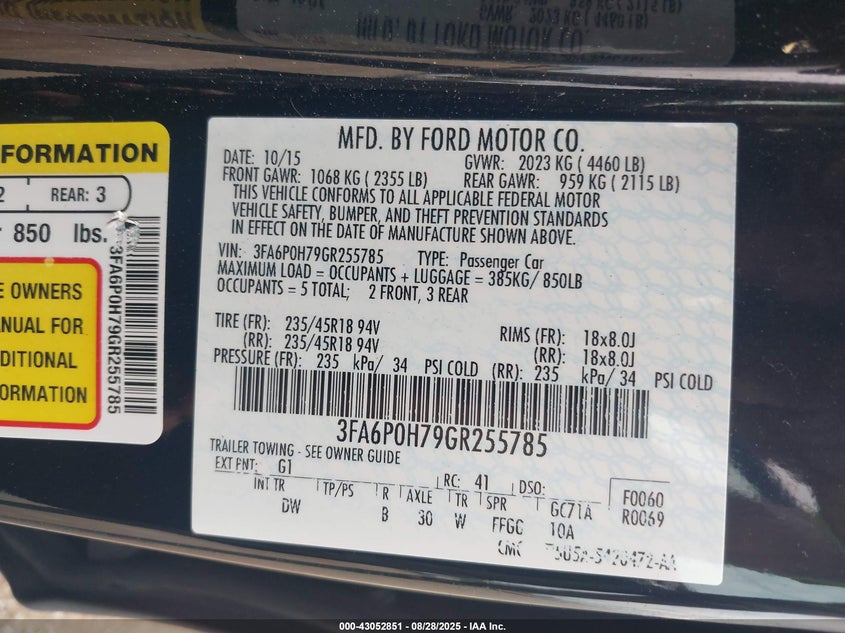 MFD. BY FORD MOTOR CO.
DATE: 10/15
GVWR: 2023 KG ( 4460 LB)
FRONT GAWR: 1068 KG ( 2355 LB)
REAR GAWR: 959 KG ( 2115 LB)
THIS VEHICLE CONFORMS TO ALL APPLICABLE FEDERAL MOTOR
VEHICLE SAFETY, BUMPER, AND THEFT PREVENTION STANDARDS
IN EFFECT ON THE DATE OF MANUFACTURE SHOWN ABOVE.
VIN: 3FA6P0H79GR255785 TYPE: Passenger Car
MAXIMUM LOAD = OCCUPANTS + LUGGAGE = 385KG/ 850LB
OCCUPANTS = 5 TOTAL; 2 FRONT, 3 REAR
TIRE (FR): 235/45R18 94V RIMS (FR): 18x8.0J
(RR): 235/45R18 94V (RR): 18x8.0J
PRESSURE (FR): 235 kPa/ 34 PSI COLD (RR): 235 kPa/ 34 PSI COLD
3FA6P0H79GR255785
TRAILER TOWING - SEE OWNER GUIDE
EXT PNT: G1 RC: 41 DSO: F0060
INT TR TP/PS R AXLE TR SPR GC71A R0069
DW B 30 W FFGC 10A
ORMATION
2 REAR: 3
850 lbs.
3FA6P0H79GR255785
E OWNERS
ANUAL FOR
DITIONAL
ORMATION
000-43052851 - 08/28/2025 - IAA Inc.